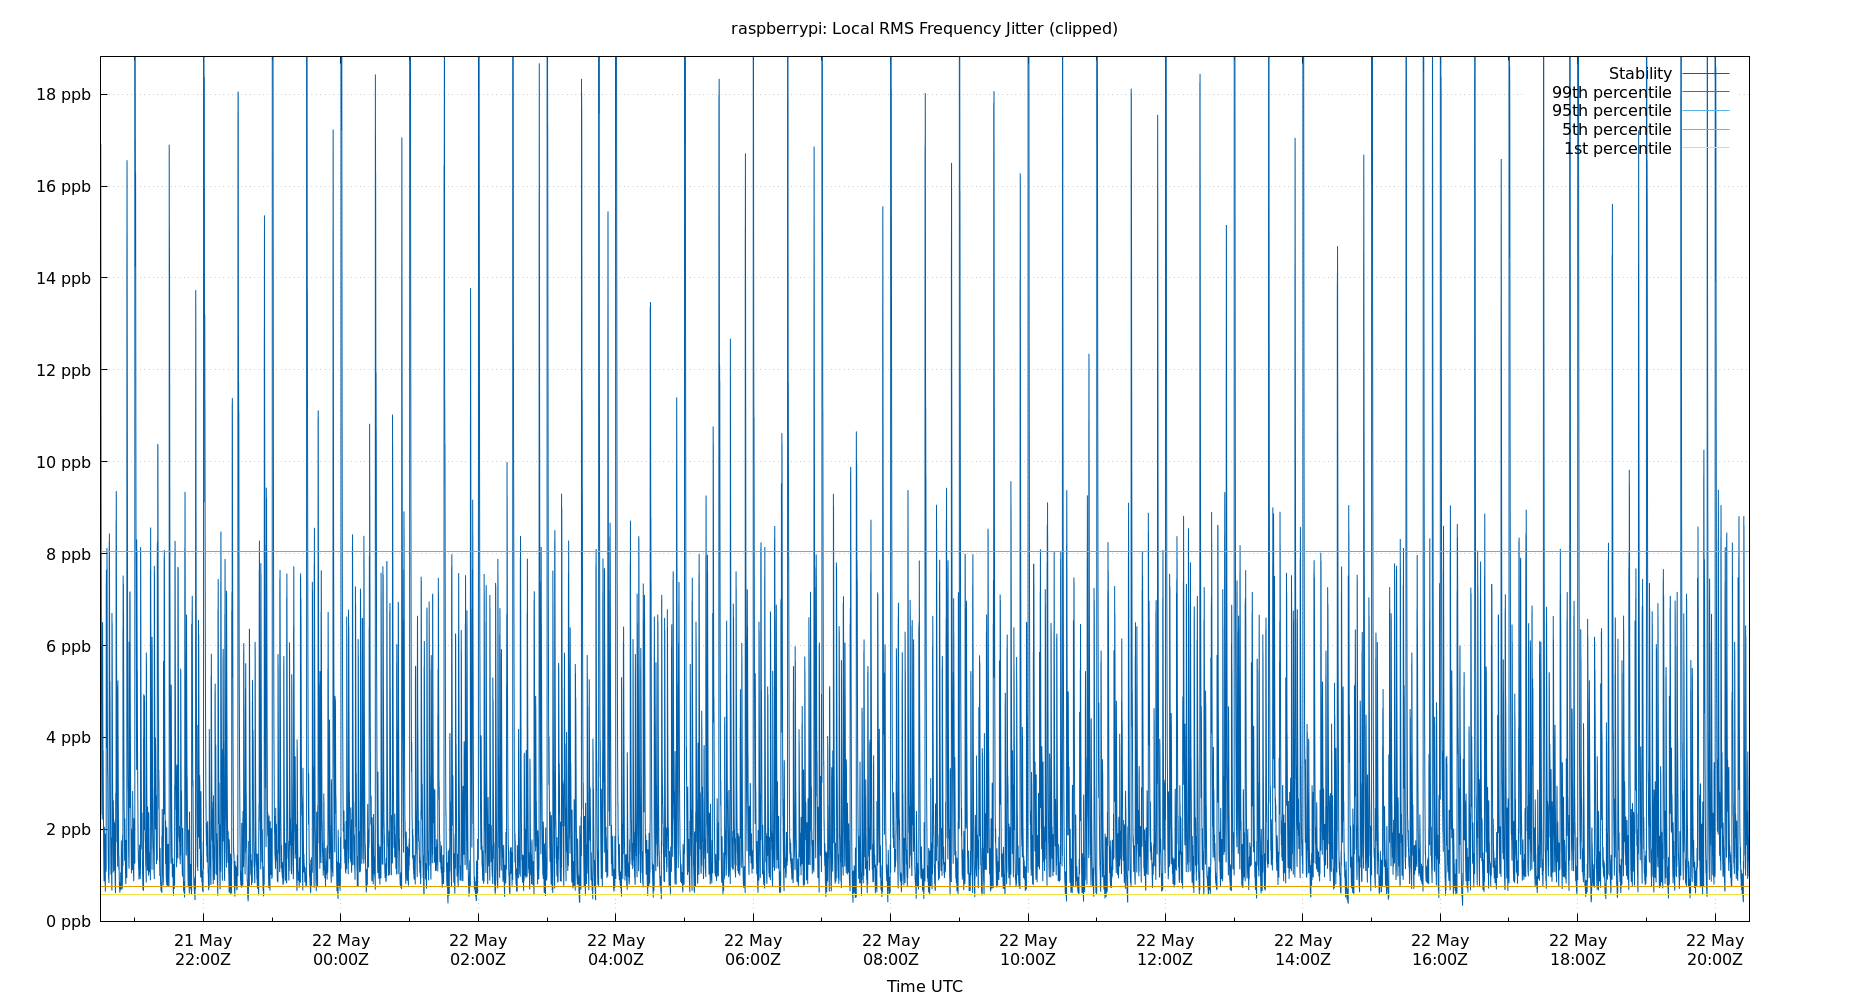 raspberrypi: Local RMS Frequency Jitter (clipped)
Stability
99th percentile
95th percentile
5th percentile
1st percentile
18 ppb
16 ppb
14 ppb
12 ppb
10 ppb
8 ppb
6 ppb
4 ppb
2 ppb
0 ppb
21 May 22 May 22 May 22 May 22 May 22 May 22 May 22 May 22 May 22 May 22 May 22 May
22:00Z 00:00Z 02:00Z 04:00Z 06:00Z 08:00Z 10:00Z 12:00Z 14:00Z 16:00Z 18:00Z 20:00Z
Time UTC